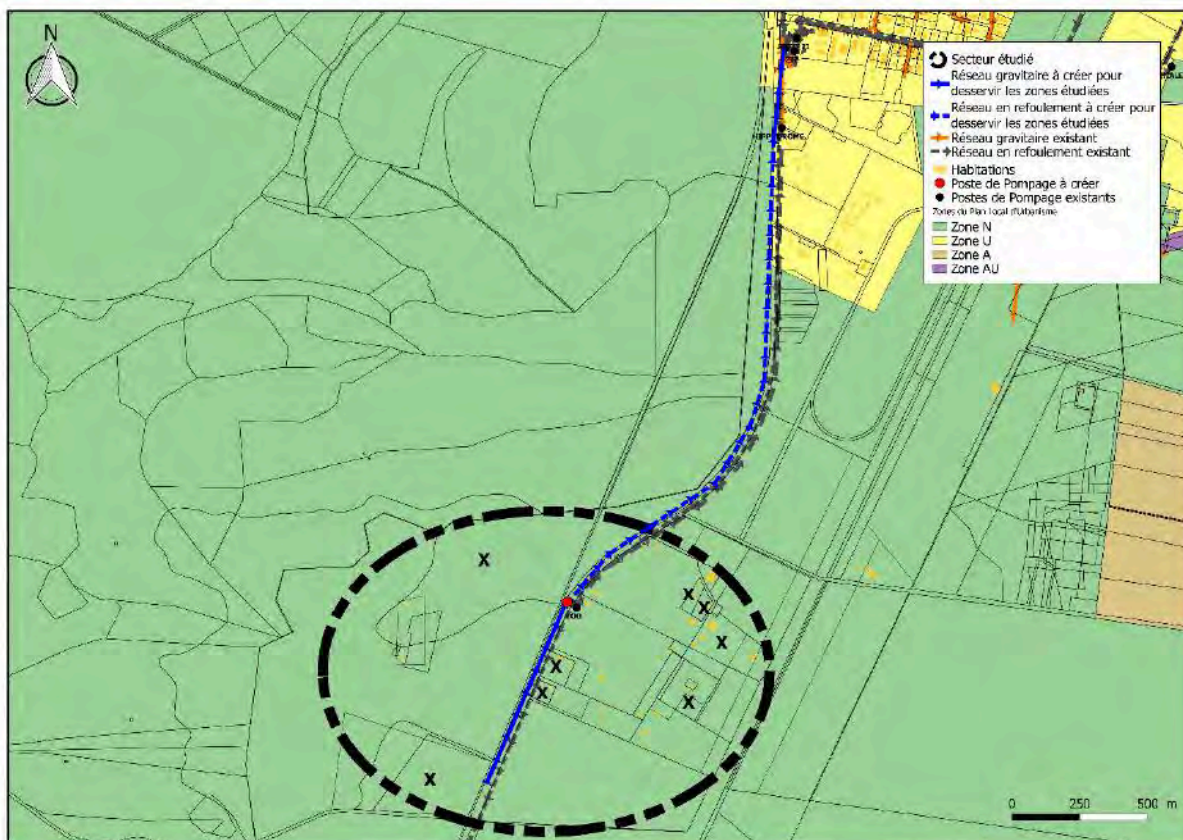 N
Secteur étudié
Réseau gravitaire à créer pour
desservir les zones étudiées
Réseau en refoulement à créer pour
desservir les zones étudiées
Réseau gravitaire existant
Réseau en refoulement existant
Habitations
Poste de Pompage à créer
Postes de Pompage existants
Zones du Plan Local d'Urbanisme
Zone N
Zone U
Zone A
Zone AU
X
X
X
X
X
X
X
X
ZOO
0 250 500 m